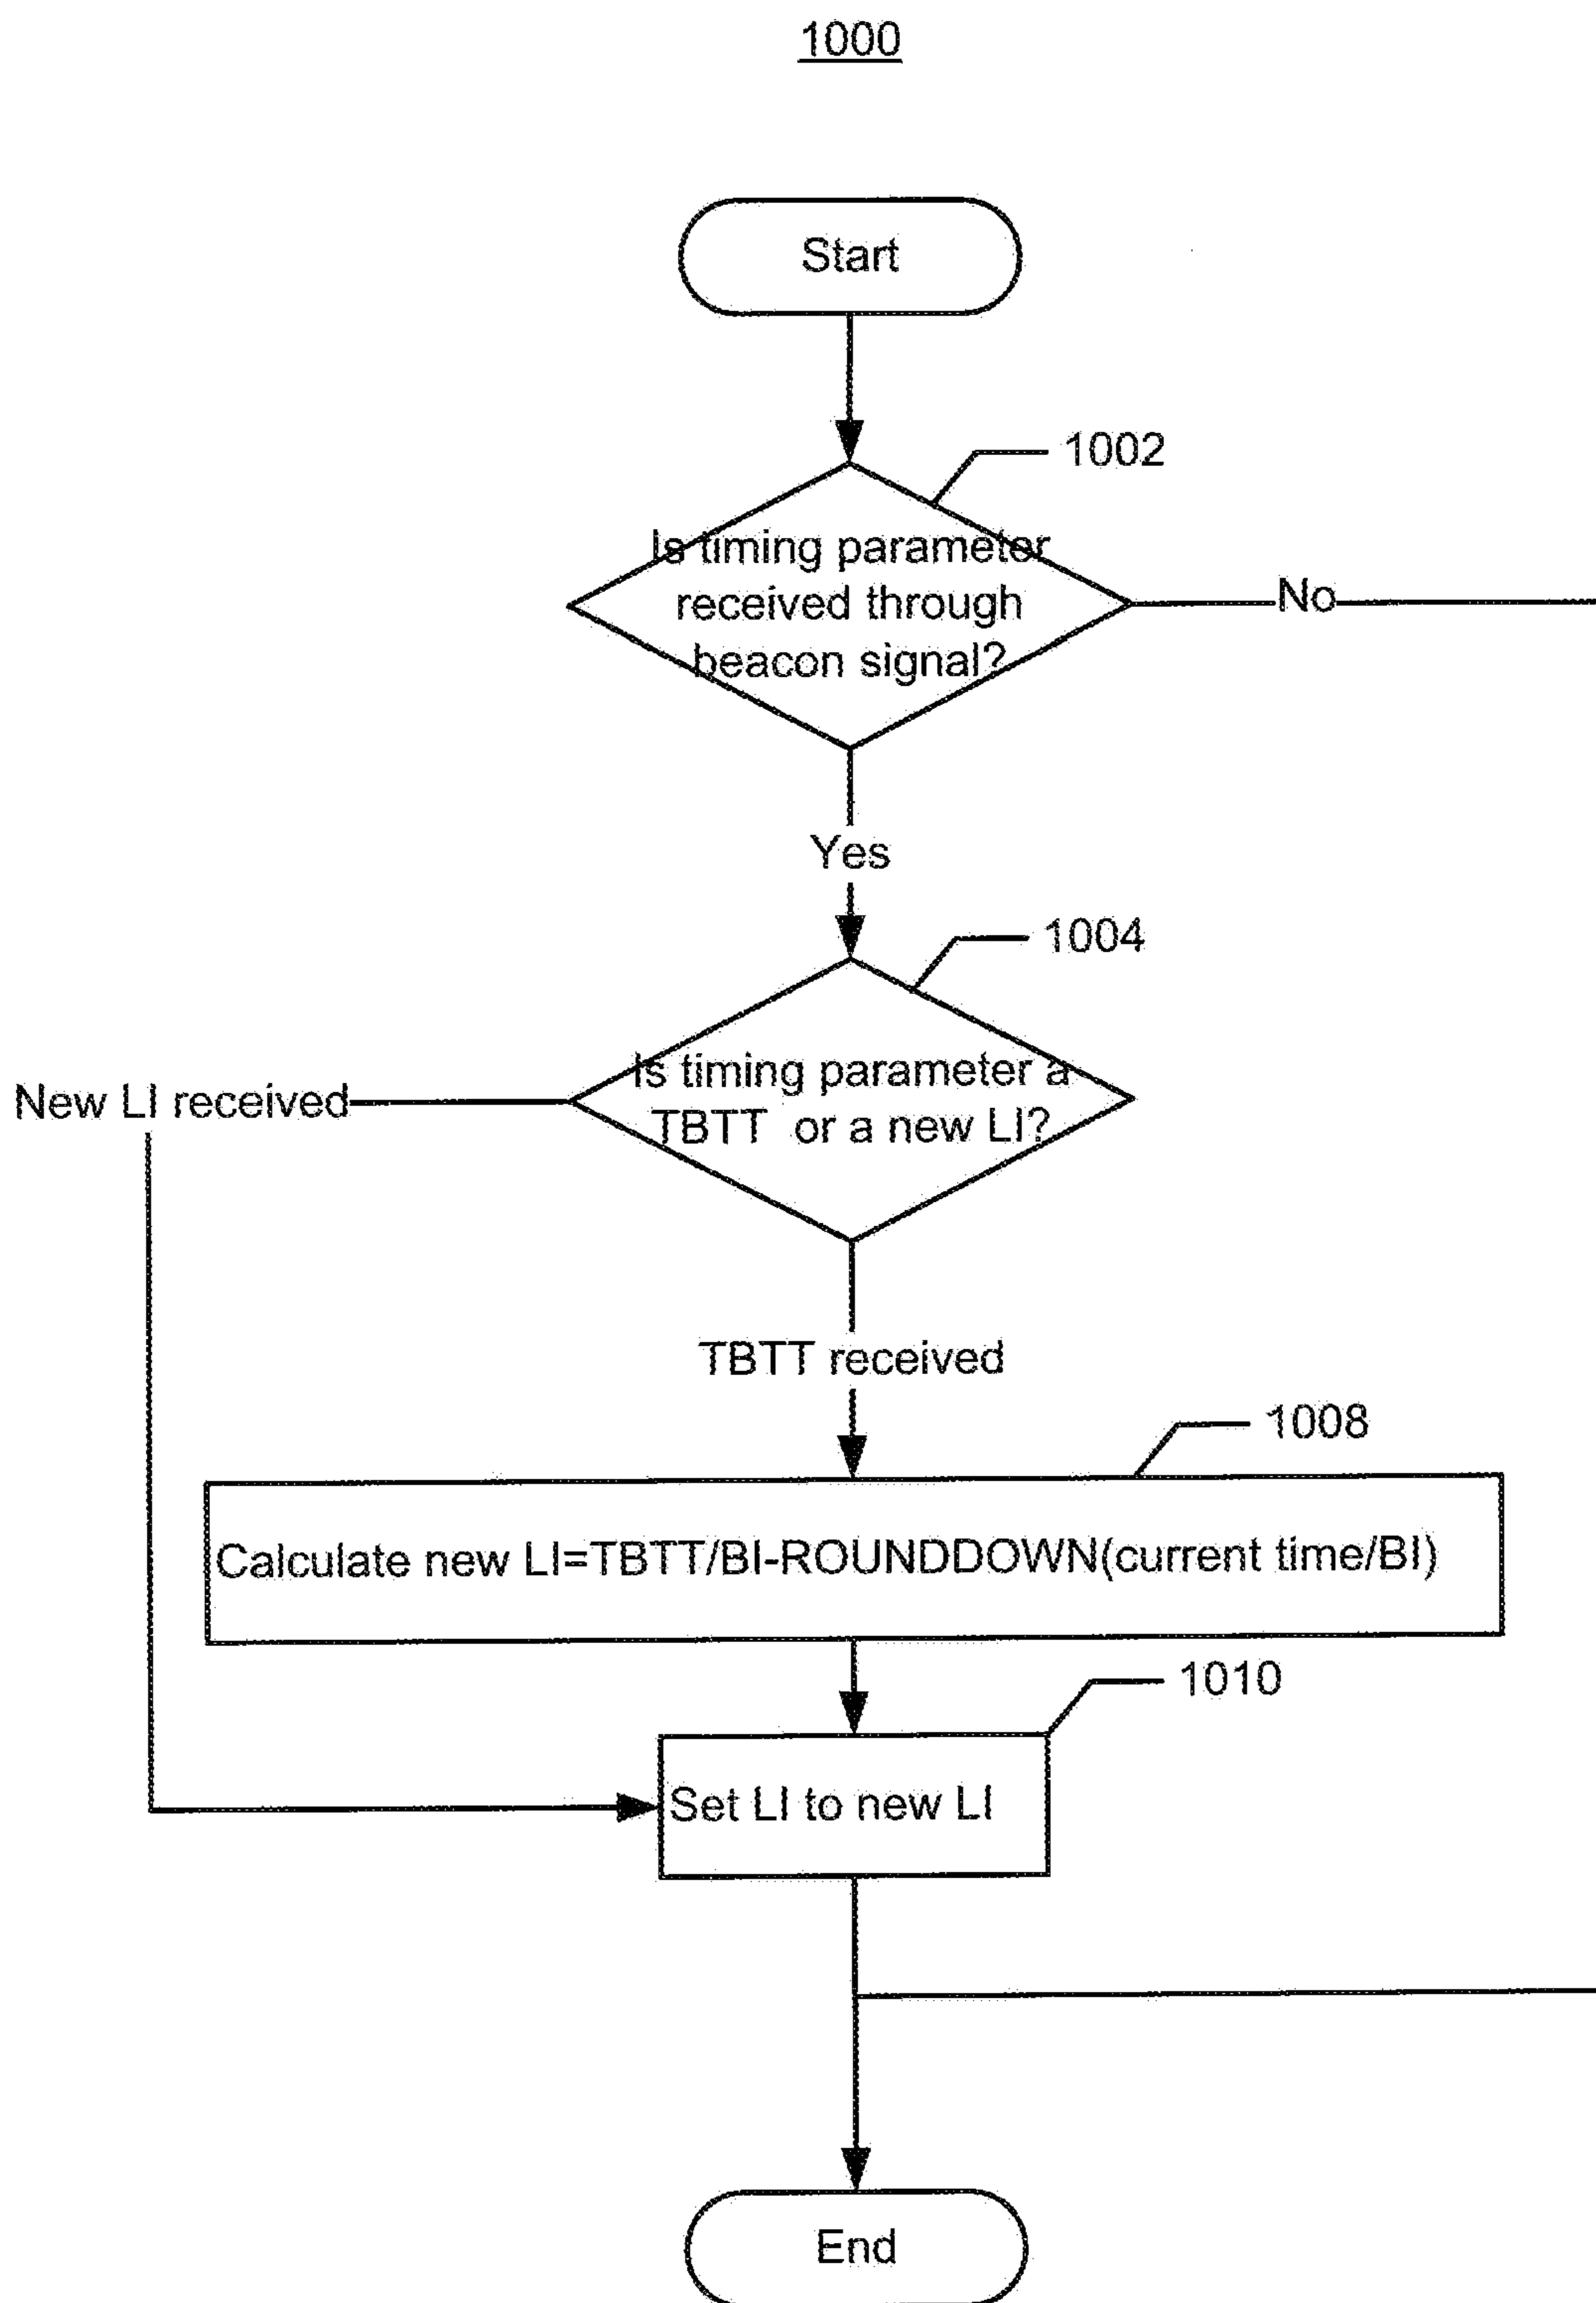 1000
Start
1002
Is timing parameter
received through
beacon signal?
No
Yes
1004
Is timing parameter a
TBTT or a new LI?
New LI received
TBTT received
1008
Calculate new LI=TBTT/BI-ROUNDDOWN(current time/BI)
1010
Set LI to new LI
End